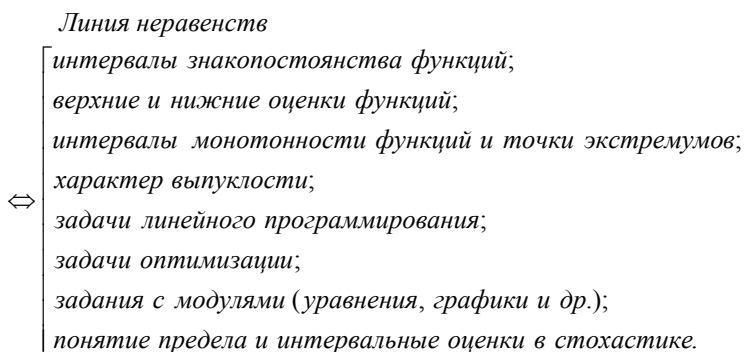 Линия неравенств
интервалы знакопостоянства функций;
верхние и нижние оценки функций;
интервалы монотонности функций и точки экстремумов;
характер выпуклости;
⇔
задачи линейного программирования;
задачи оптимизации;
задания с модулями (уравнения, графики и др.);
понятие предела и интервальные оценки в стохастике.